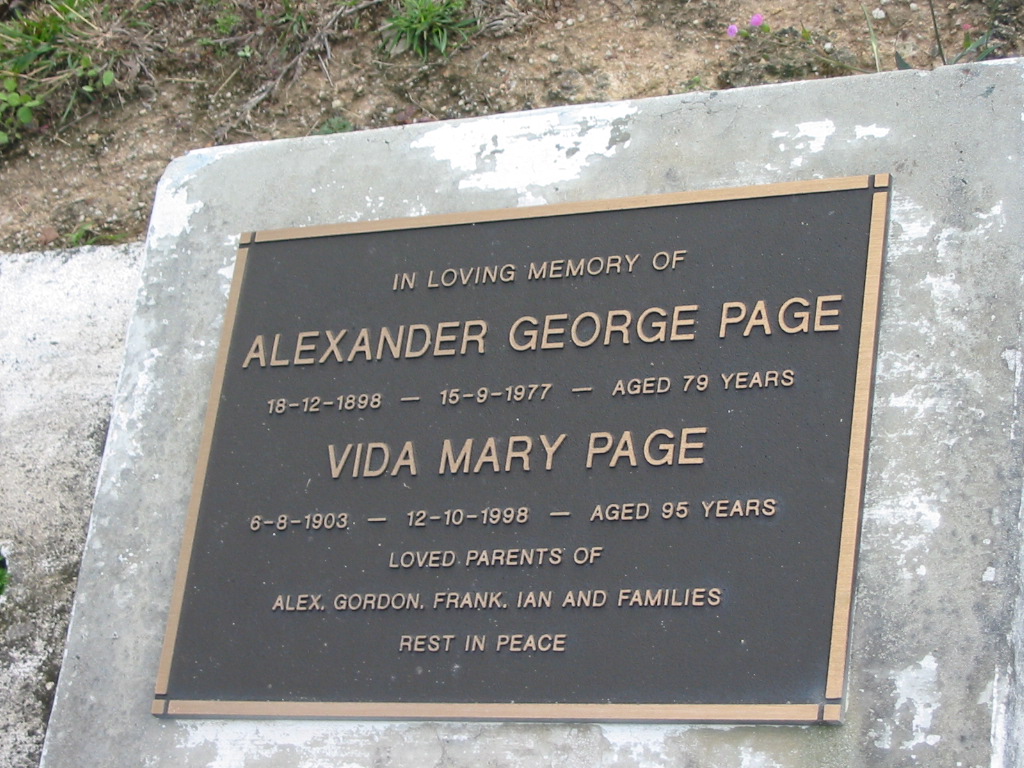 IN LOVING MEMORY OF
ALEXANDER GEORGE PAGE
18-12-1898 — 15-9-1977 — AGED 79 YEARS
VIDA MARY PAGE
6-8-1903 — 12-10-1998 — AGED 95 YEARS
LOVED PARENTS OF
ALEX, GORDON, FRANK, IAN AND FAMILIES
REST IN PEACE